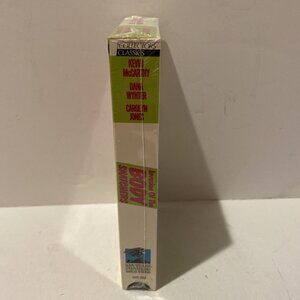 COLLECTOR'S
CLASSICS
KEVIN
McCARTHY
DANA
WYNTER
CAROLYN
JONES
Invasion Of The
BODY
SNATCHERS